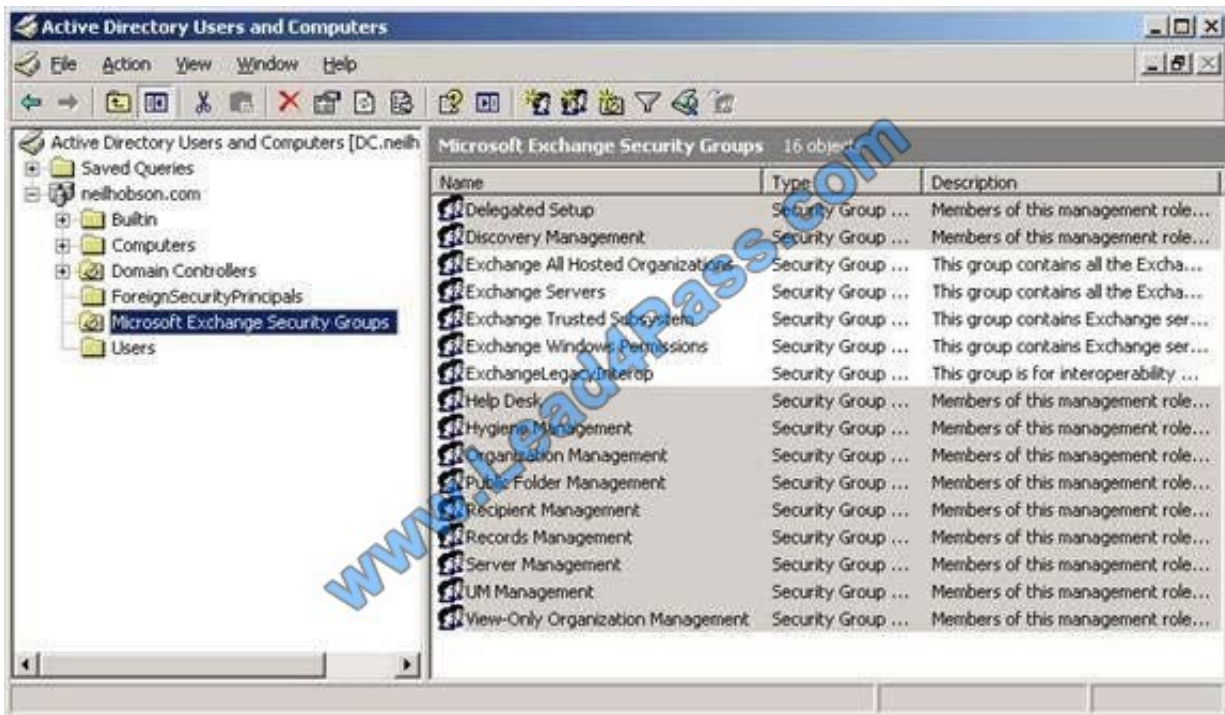 Active Directory Users and Computers
File Action View Window Help
Active Directory Users and Computers [DC.neilh
Saved Queries
neilhobson.com
Builtin
Computers
Domain Controllers
ForeignSecurityPrincipals
Microsoft Exchange Security Groups
Users
Microsoft Exchange Security Groups 16 objects
Name Type Description
Delegated Setup Security Group ... Members of this management role...
Discovery Management Security Group ... Members of this management role...
Exchange All Hosted Organizations Security Group ... This group contains all the Excha...
Exchange Servers Security Group ... This group contains all the Excha...
Exchange Trusted Subsystem Security Group ... This group contains Exchange ser...
Exchange Windows Permissions Security Group ... This group contains Exchange ser...
ExchangeLegacyInterop Security Group ... This group is for interoperability ...
Help Desk Security Group ... Members of this management role...
Hygiene Management Security Group ... Members of this management role...
Organization Management Security Group ... Members of this management role...
Public Folder Management Security Group ... Members of this management role...
Recipient Management Security Group ... Members of this management role...
Records Management Security Group ... Members of this management role...
Server Management Security Group ... Members of this management role...
UM Management Security Group ... Members of this management role...
View-Only Organization Management Security Group ... Members of this management role...
www.Lead4Pass.com